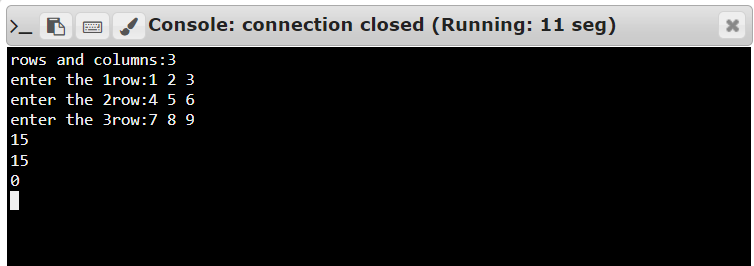 Console: connection closed (Running: 11 seg)
rows and columns:3
enter the 1row:1 2 3
enter the 2row:4 5 6
enter the 3row:7 8 9
15
15
0